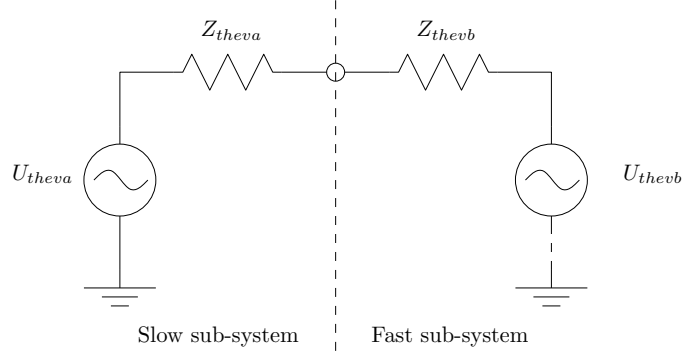 Z_theva
Z_thevb
U_theva
U_thevb
Slow sub-system
Fast sub-system